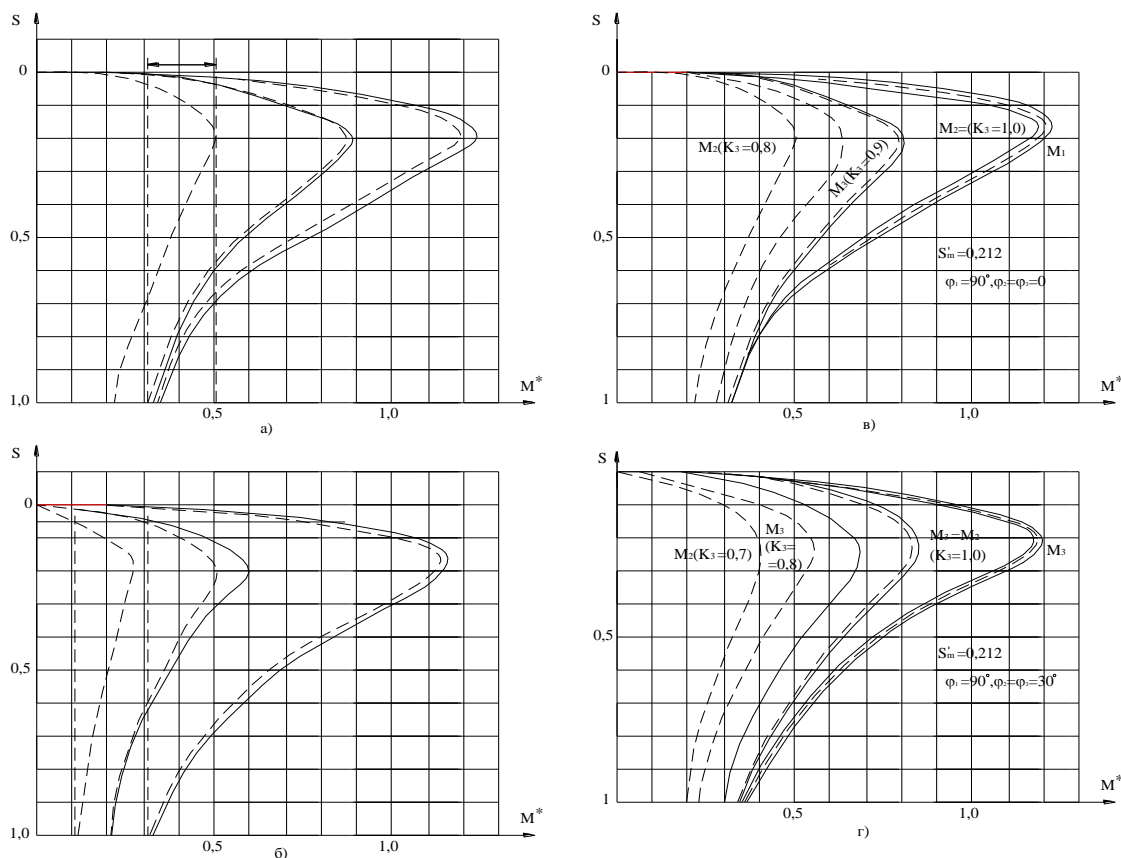 S
0
0,5
1,0
0,5
1,0
M*
а)
S
0
M₂(K₃=0,8)
M₃(K₃=0,9)
M₂=(K₃=1,0)
M₁
0,5
S'ₘ=0,212
φ₁=90°,φ₂=φ₃=0
1,0
0,5
1,0
M*
в)
S
0
0,5
1,0
0,5
1,0
M*
б)
S
M₂(K₃=0,7)
M₃
(K₃=
=0,8)
M₃=M₂
(K₃=1,0)
M₃
0,5
S'ₘ=0,212
φ₁=90°,φ₂=φ₃=30°
1
0,5
1,0
M*
г)